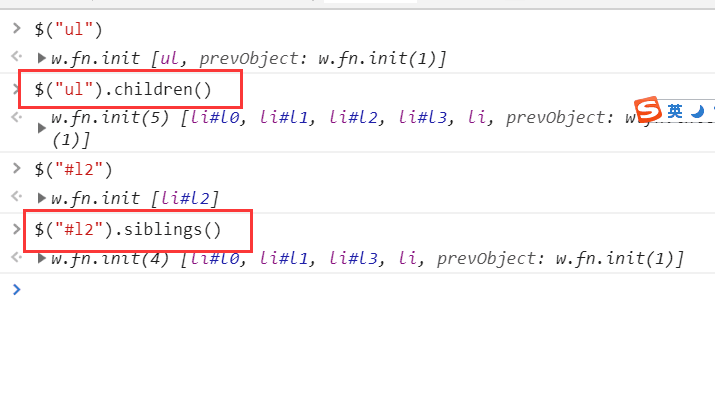 > $("ul")
<· ▶w.fn.init [ul, prevObject: w.fn.init(1)]
> $("ul").children()
<· w.fn.init(5) [li#l0, li#l1, li#l2, li#l3, li, prevObject: w.
▶(1)]
S英
> $("#l2")
<· ▶w.fn.init [li#l2]
> $("#l2").siblings()
<· ▶w.fn.init(4) [li#l0, li#l1, li#l3, li, prevObject: w.fn.init(1)]
>